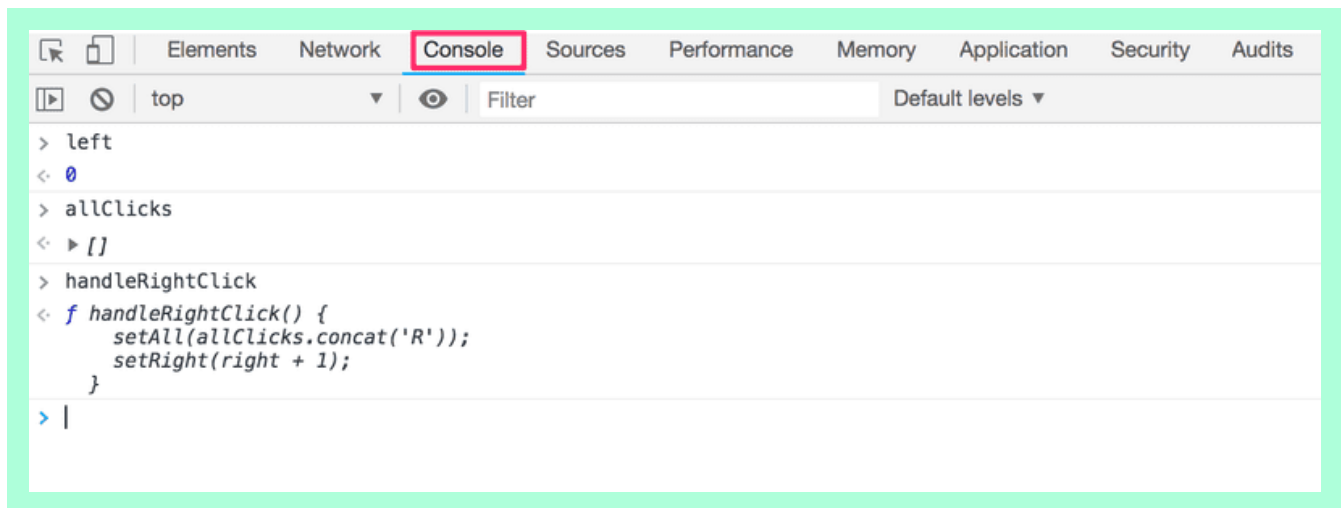 Elements Network Console Sources Performance Memory Application Security Audits
top ▼ Filter Default levels ▼
> left
< 0
> allClicks
< ▶ []
> handleRightClick
< ƒ handleRightClick() {
setAll(allClicks.concat('R'));
setRight(right + 1);
}
>